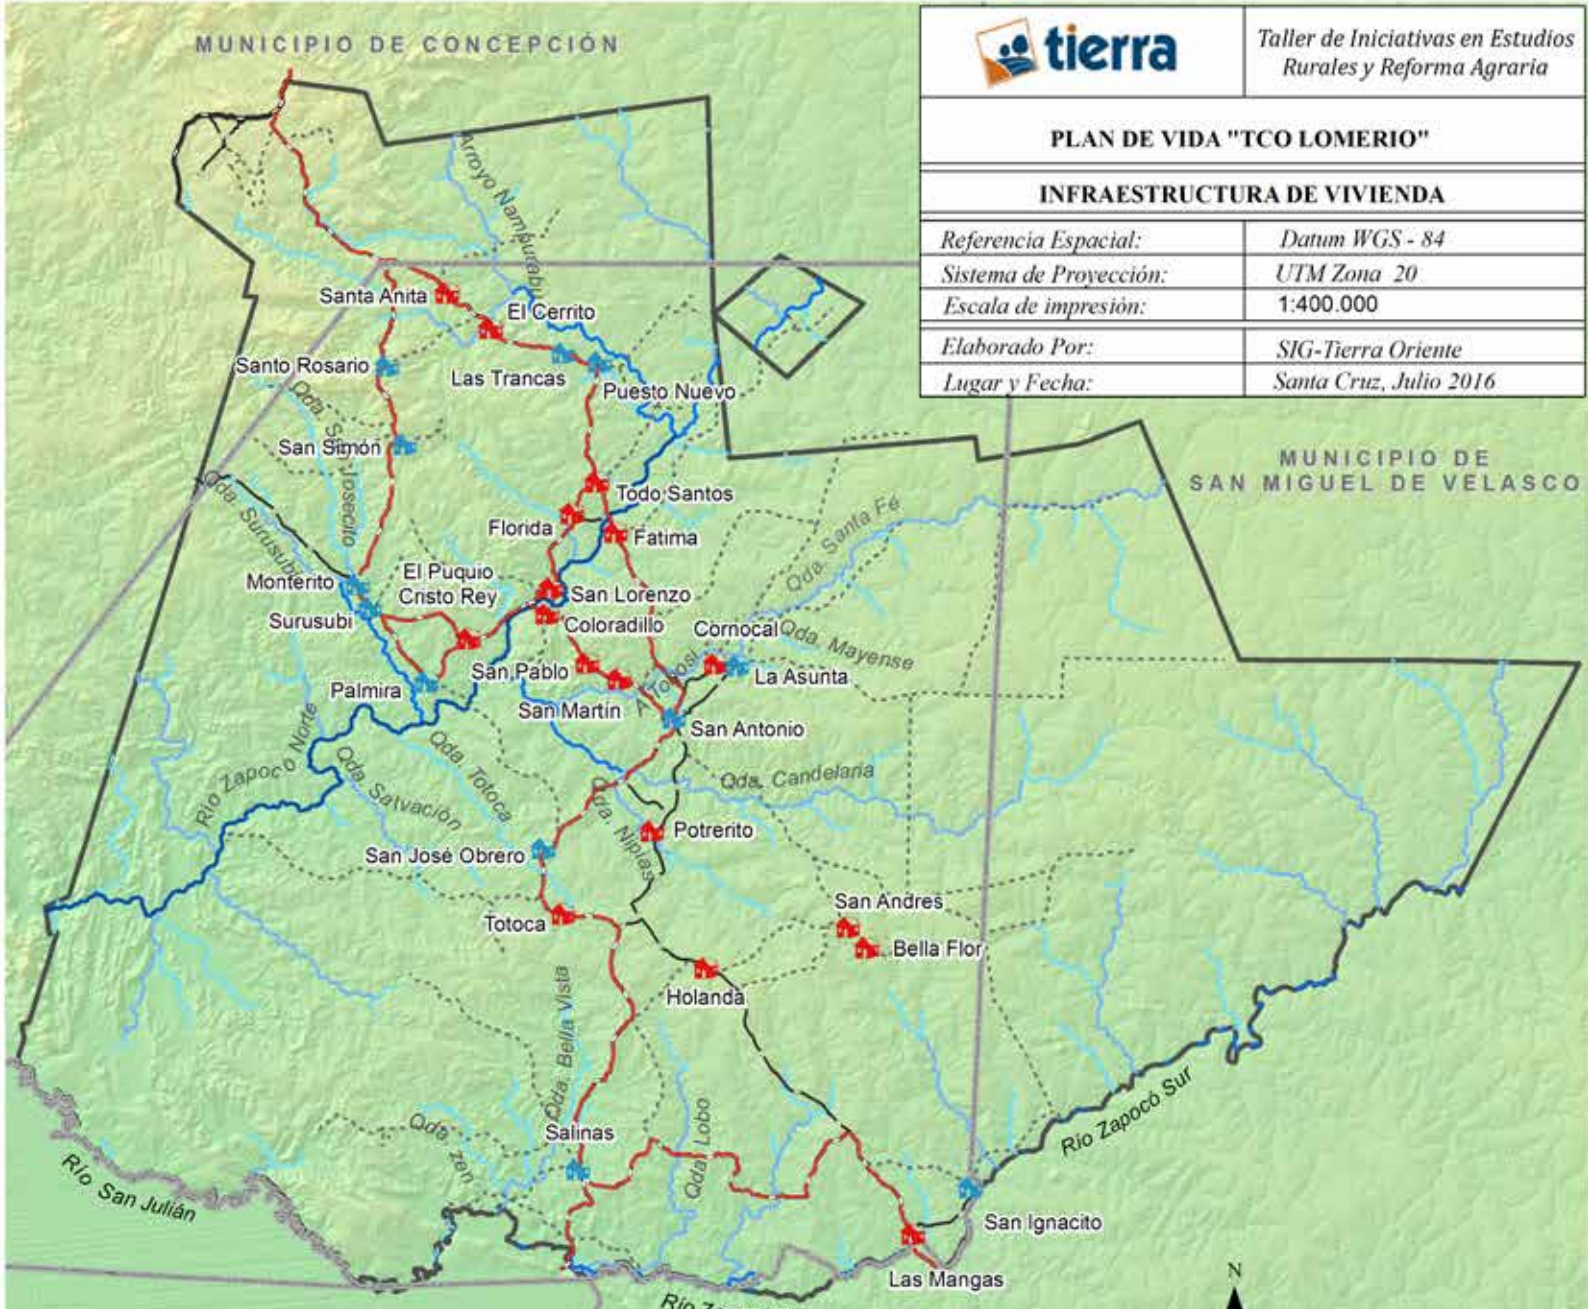 MUNICIPIO DE CONCEPCIÓN
tierra
Taller de Iniciativas en Estudios
Rurales y Reforma Agraria
PLAN DE VIDA "TCO LOMERIO"
INFRAESTRUCTURA DE VIVIENDA
Referencia Espacial: Datum WGS - 84
Sistema de Proyección: UTM Zona 20
Escala de impresión: 1:400.000
Elaborado Por: SIG-Tierra Oriente
Lugar y Fecha: Santa Cruz, Julio 2016
Arroyo Nampurabu
Santa Anita
El Cerrito
Santo Rosario
Las Trancas
Puesto Nuevo
Qda. San Josecito
San Simón
MUNICIPIO DE
SAN MIGUEL DE VELASCO
Qda. Surusubi
Todo Santos
Florida
Fatima
Qda. Santa Fé
Monterito
El Puquio
Cristo Rey
San Lorenzo
Surusubi
Coloradillo
Cornocal
Qda. Mayense
San Pablo
La Asunta
Palmira
San Martín
San Antonio
Río Zapoco Norte
Qda. Totoca
Qda. Satvación
Qda. Candelaria
Qda. Niplas
Potrerito
San José Obrero
San Andres
Totoca
Bella Flor
Holanda
Qda. Bella Vista
Río Zapocó Sur
Qda. zen
Salinas
Qda. Lobo
Río San Julián
San Ignacito
Las Mangas
N